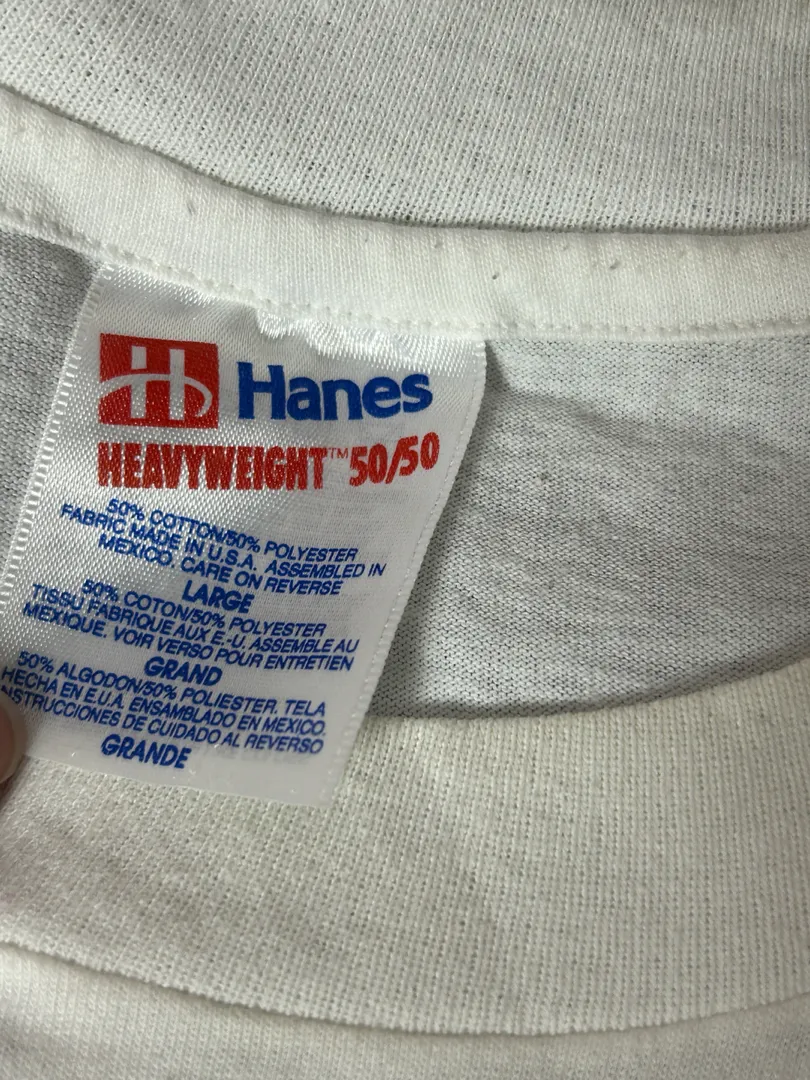 H Hanes
HEAVYWEIGHT™ 50/50
50% COTTON/50% POLYESTER
FABRIC MADE IN U.S.A. ASSEMBLED IN
MEXICO. CARE ON REVERSE
LARGE
50% COTON/50% POLYESTER
TISSU FABRIQUE AUX E.-U. ASSEMBLE AU
MEXIQUE. VOIR VERSO POUR ENTRETIEN
GRAND
50% ALGODON/50% POLIESTER. TELA
HECHA EN E.U.A. ENSAMBLADO EN MEXICO.
INSTRUCCIONES DE CUIDADO AL REVERSO
GRANDE